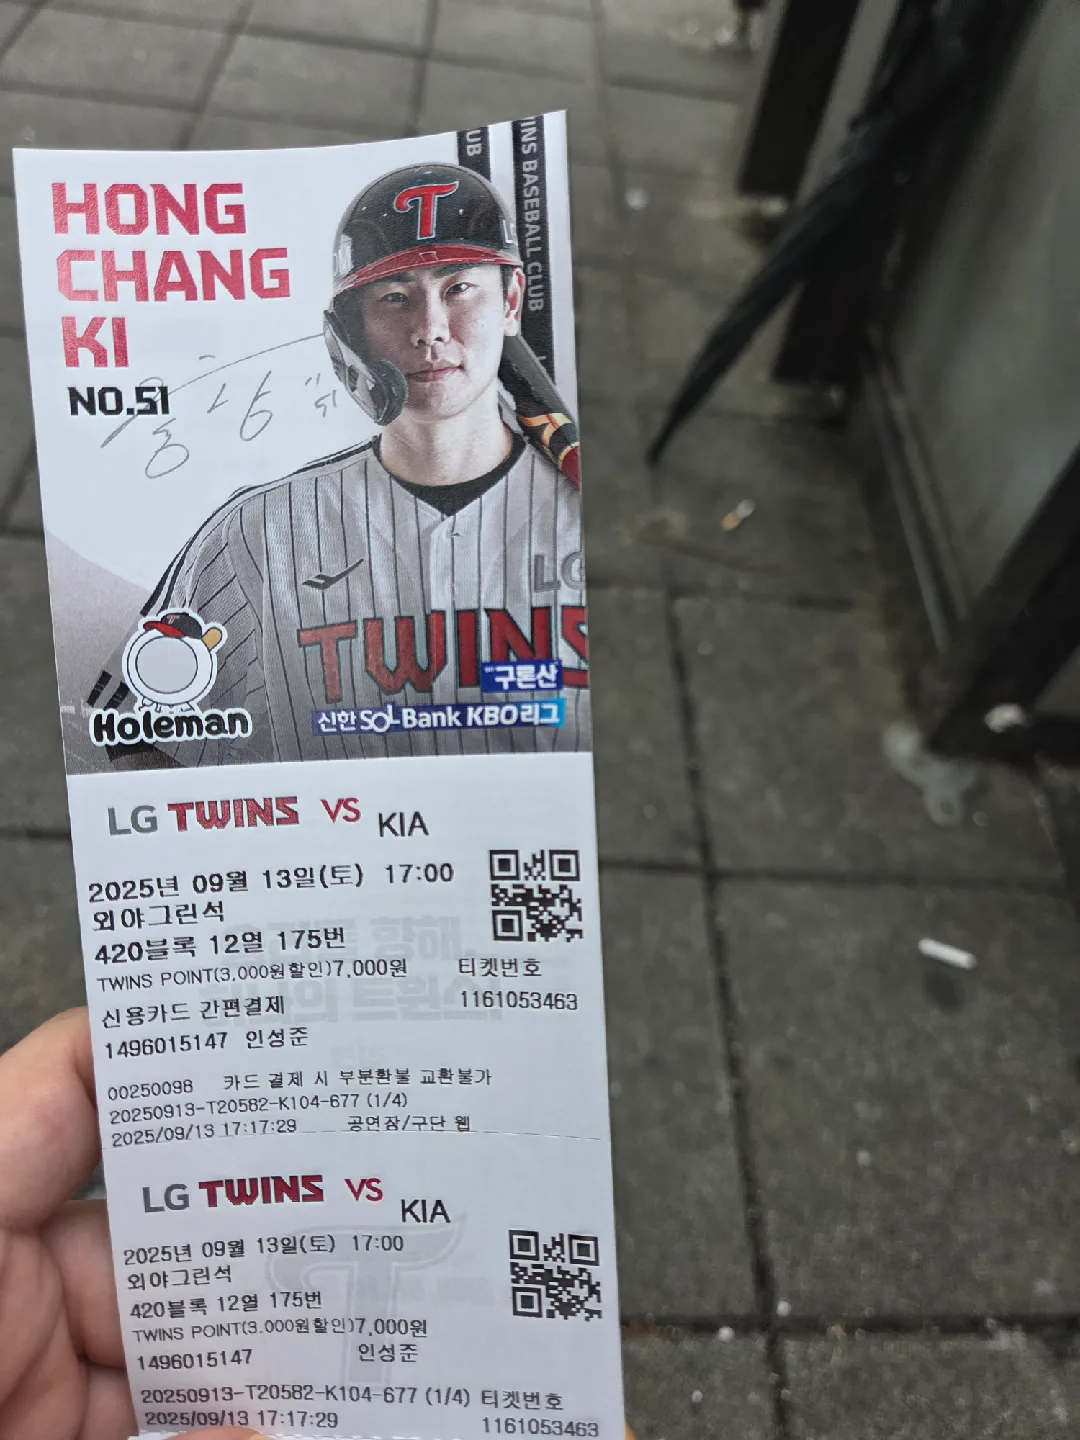 HONG
CHANG
KI
NO.51
UB
INS BASEBALL CLUB
T
LG
TWINS
구론산
신한 SOL Bank KBO 리그
Holeman
LG TWINS VS KIA
2025년 09월 13일(토) 17:00
외야그린석
420블록 12열 175번
TWINS POINT(3,000원할인)7,000원 티켓번호
신용카드 간편결제 1161053463
1496015147 인성준
00250098 카드 결제 시 부분환불 교환불가
20250913-T20582-K104-677 (1/4)
2025/09/13 17:17:29 공연장/구단 웹
LG TWINS VS KIA
2025년 09월 13일(토) 17:00
외야그린석
420블록 12열 175번
TWINS POINT(3,000원할인)7,000원
1496015147 인성준
20250913-T20582-K104-677 (1/4) 티켓번호
2025/09/13 17:17:29 1161053463